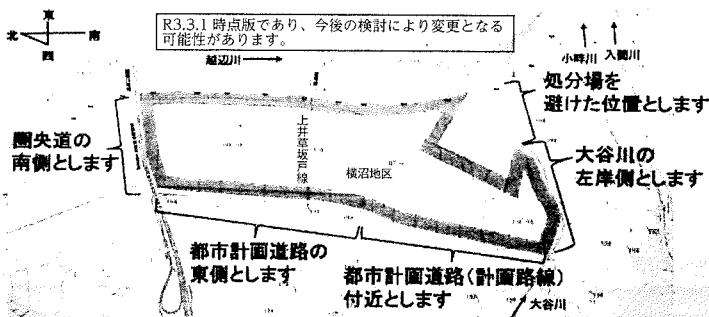 東
北
南
西
R3.3.1 時点版であり、今後の検討により変更となる
可能性があります。
越辺川
小畔川
入間川
処分場を
避けた位置とします
圏央道の
南側とします
上井草坂戸線
横沼地区
大谷川の
左岸側とします
都市計画道路の
東側とします
都市計画道路(計画路線)
付近とします
大谷川